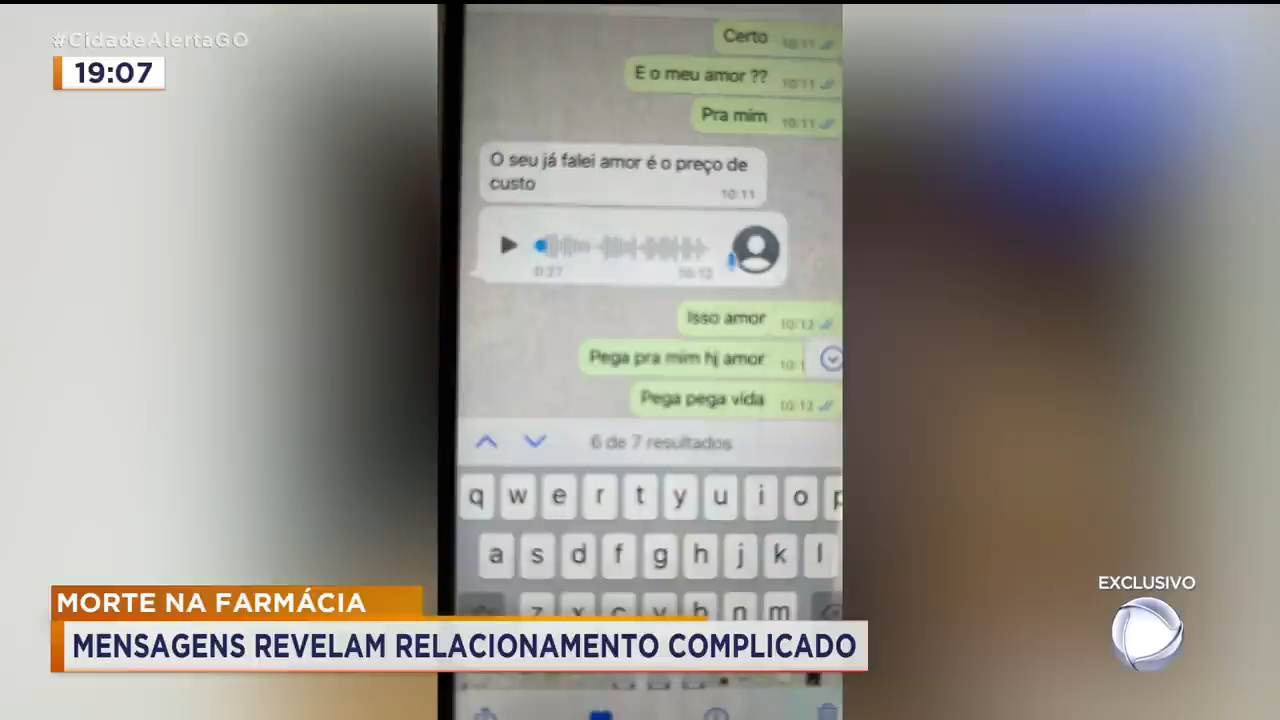 #CidadeAlertaGO
19:07
Certo 10:11
E o meu amor ?? 10:11
Pra mim 10:11
O seu já falei amor é o preço de
custo
10:11
0:27 10:12
Isso amor 10:12
Pega pra mim hj amor
Pega pega vida 10:12
6 de 7 resultados
q w e r t y u i o p
a s d f g h j k l
z x c v b n m
EXCLUSIVO
MORTE NA FARMÁCIA
MENSAGENS REVELAM RELACIONAMENTO COMPLICADO